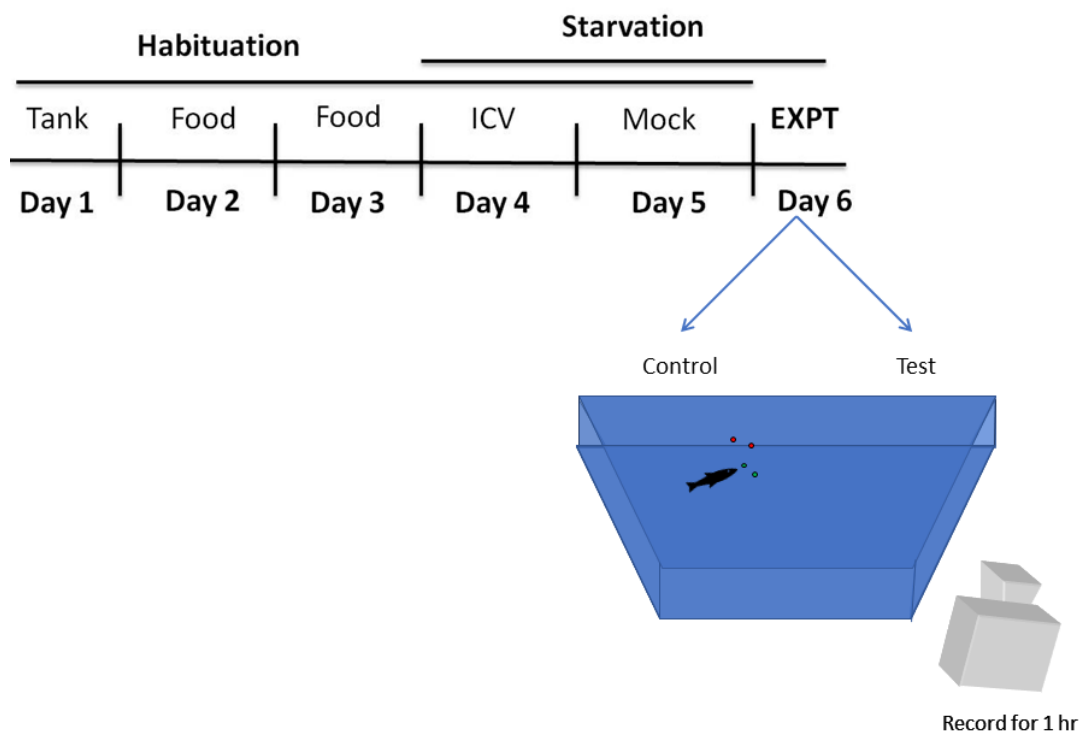 Habituation
Starvation
Tank Food Food ICV Mock EXPT
Day 1 Day 2 Day 3 Day 4 Day 5 Day 6
Control Test
Record for 1 hr